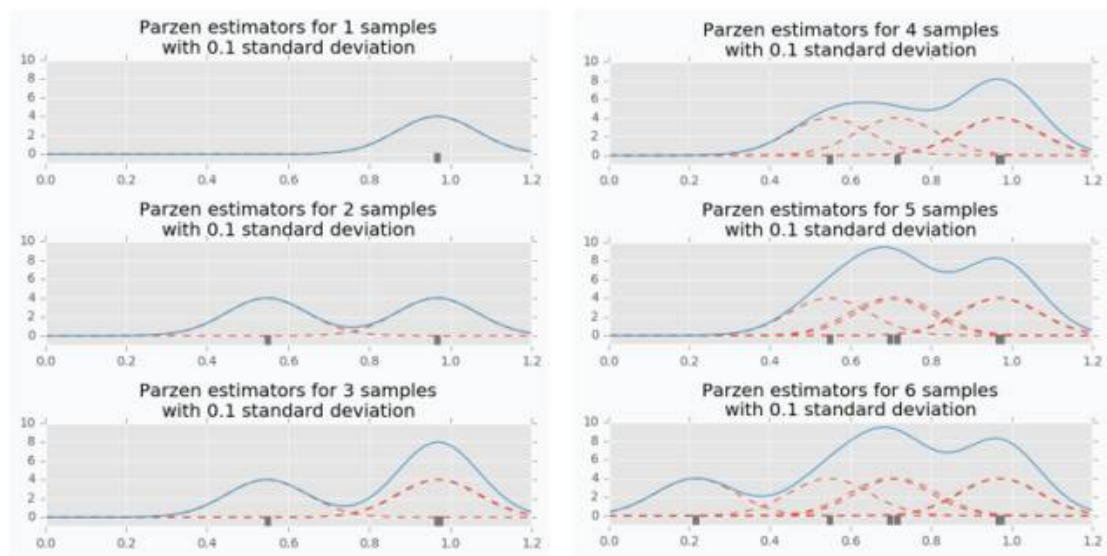 Parzen estimators for 1 samples
with 0.1 standard deviation
10
8
6
4
2
0
0.0 0.2 0.4 0.6 0.8 1.0 1.2
Parzen estimators for 2 samples
with 0.1 standard deviation
10
8
6
4
2
0
0.0 0.2 0.4 0.6 0.8 1.0 1.2
Parzen estimators for 3 samples
with 0.1 standard deviation
10
8
6
4
2
0
0.0 0.2 0.4 0.6 0.8 1.0 1.2
Parzen estimators for 4 samples
with 0.1 standard deviation
10
8
6
4
2
0
0.0 0.2 0.4 0.6 0.8 1.0 1.2
Parzen estimators for 5 samples
with 0.1 standard deviation
10
8
6
4
2
0
0.0 0.2 0.4 0.6 0.8 1.0 1.2
Parzen estimators for 6 samples
with 0.1 standard deviation
10
8
6
4
2
0
0.0 0.2 0.4 0.6 0.8 1.0 1.2